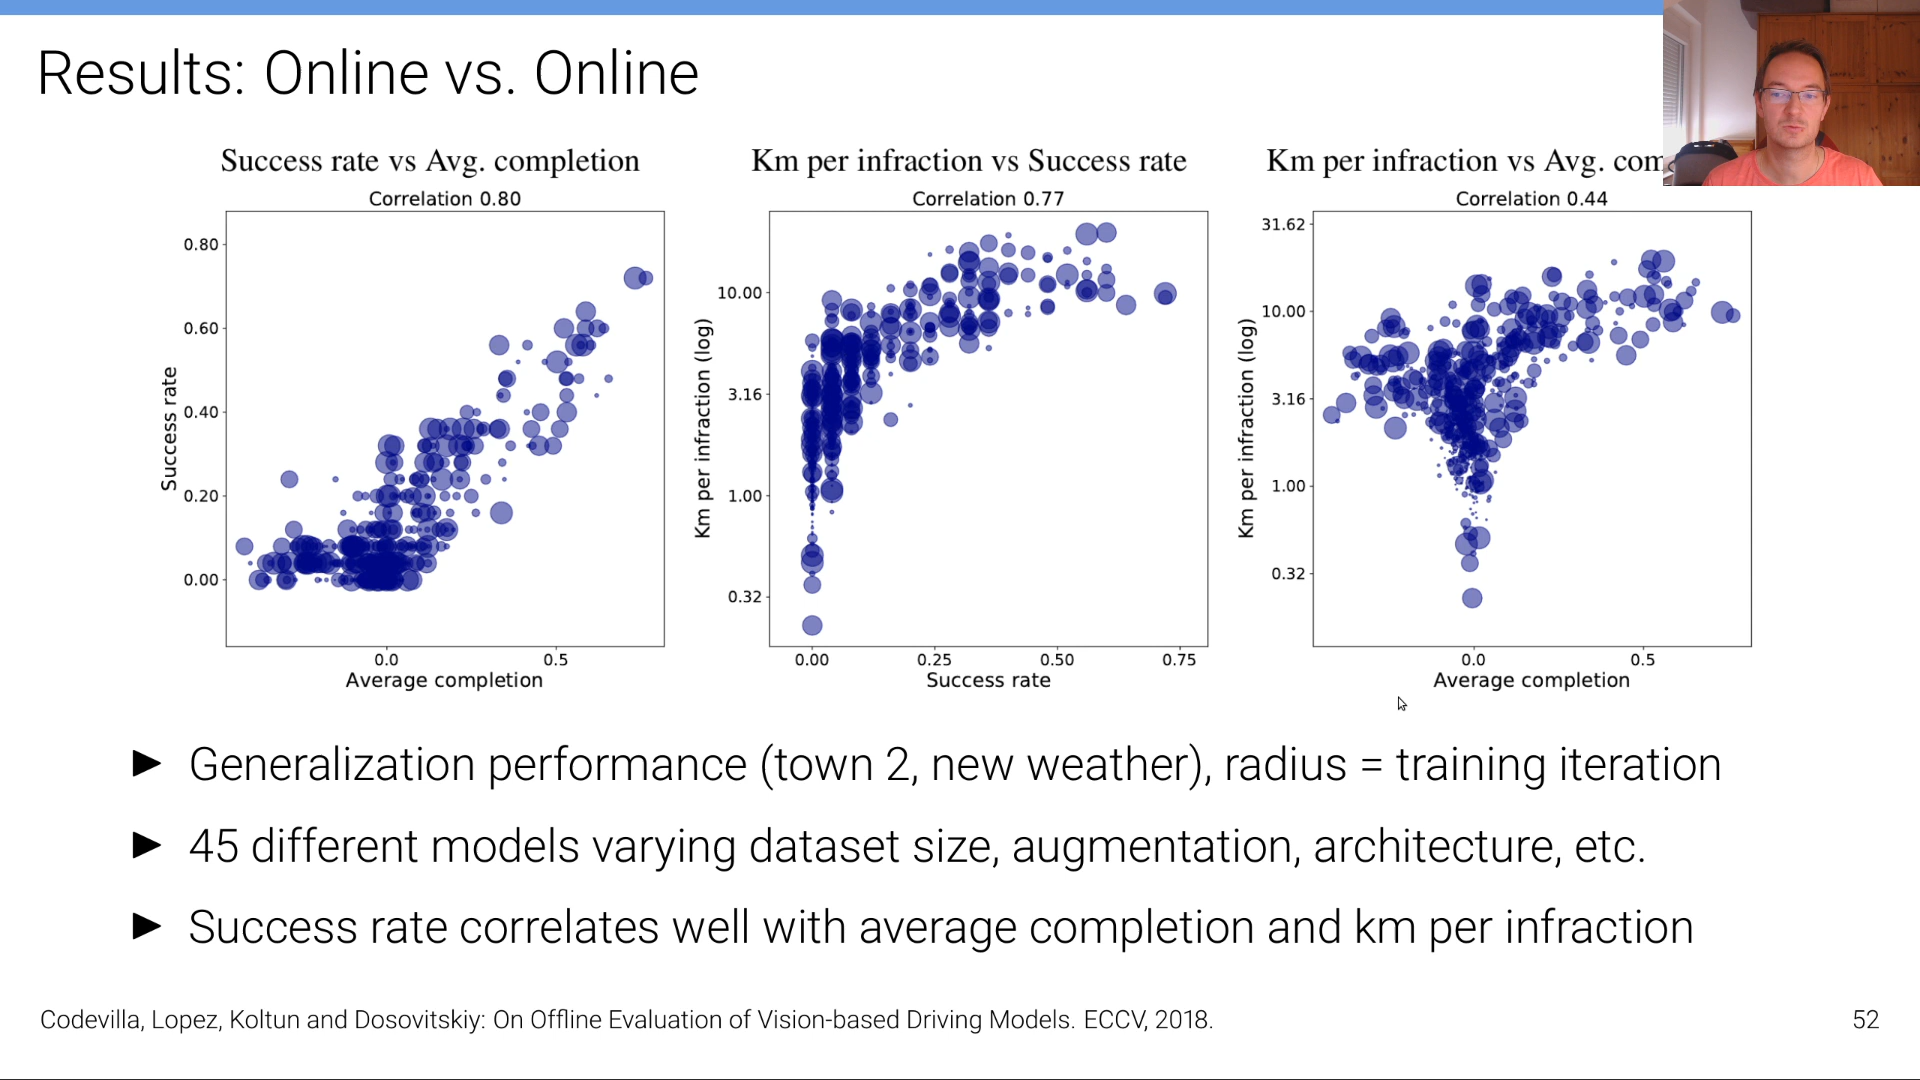 Results: Online vs. Online
Success rate vs Avg. completion
Correlation 0.80
Success rate
0.80
0.60
0.40
0.20
0.00
0.0 0.5
Average completion
Km per infraction vs Success rate
Correlation 0.77
Km per infraction (log)
10.00
3.16
1.00
0.32
0.00 0.25 0.50 0.75
Success rate
Km per infraction vs Avg.
Correlation 0.44
Km per infraction (log)
31.62
10.00
3.16
1.00
0.32
0.0 0.5
Average completion
► Generalization performance (town 2, new weather), radius = training iteration
► 45 different models varying dataset size, augmentation, architecture, etc.
► Success rate correlates well with average completion and km per infraction
Codevilla, Lopez, Koltun and Dosovitskiy: On Offline Evaluation of Vision-based Driving Models. ECCV, 2018.
52